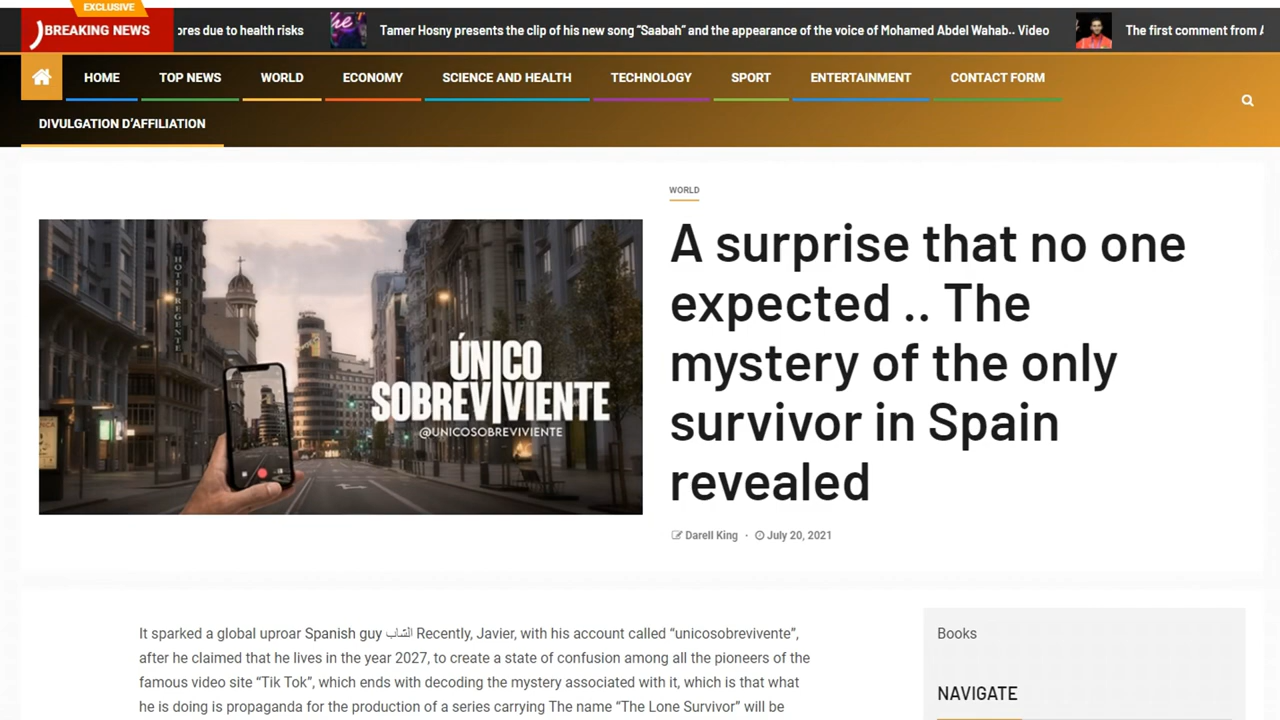 EXCLUSIVE
BREAKING NEWS
ores due to health risks
Tamer Hosny presents the clip of his new song “Saabah” and the appearance of the voice of Mohamed Abdel Wahab.. Video
The first comment from A
HOME
TOP NEWS
WORLD
ECONOMY
SCIENCE AND HEALTH
TECHNOLOGY
SPORT
ENTERTAINMENT
CONTACT FORM
DIVULGATION D’AFFILIATION
HOTEL REGENTE
ÚNICO
SOBREVIVIENTE
@UNICOSOBREVIVIENTE
WORLD
A surprise that no one
expected .. The
mystery of the only
survivor in Spain
revealed
Darell King · July 20, 2021
It sparked a global uproar Spanish guy الشاب Recently, Javier, with his account called “unicosobrevivente”,
after he claimed that he lives in the year 2027, to create a state of confusion among all the pioneers of the
famous video site “Tik Tok”, which ends with decoding the mystery associated with it, which is that what
he is doing is propaganda for the production of a series carrying The name “The Lone Survivor” will be
Books
NAVIGATE